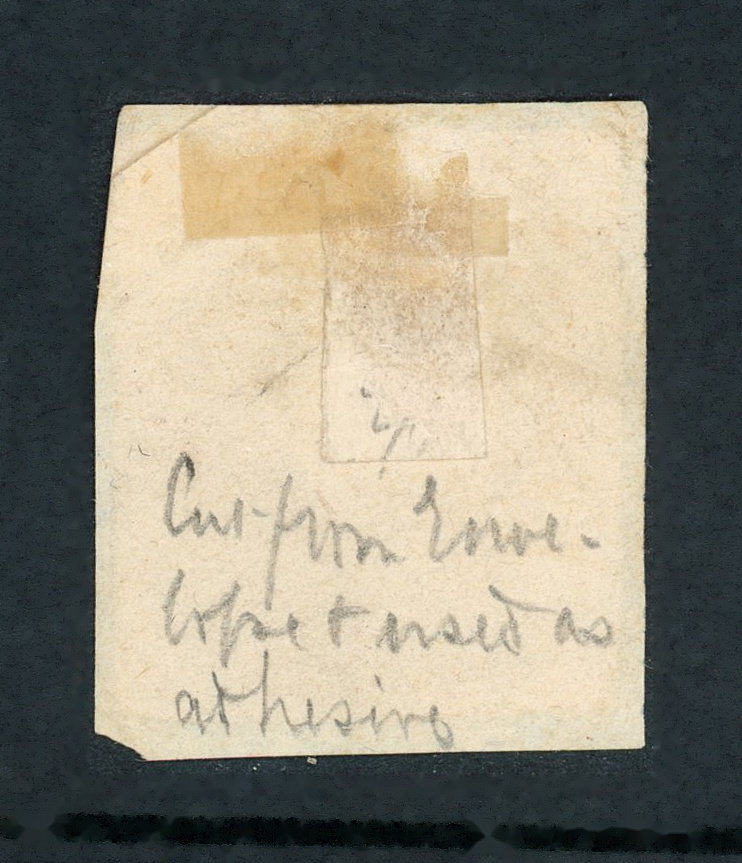 Cut from Enve-
lope & used as
adhesive